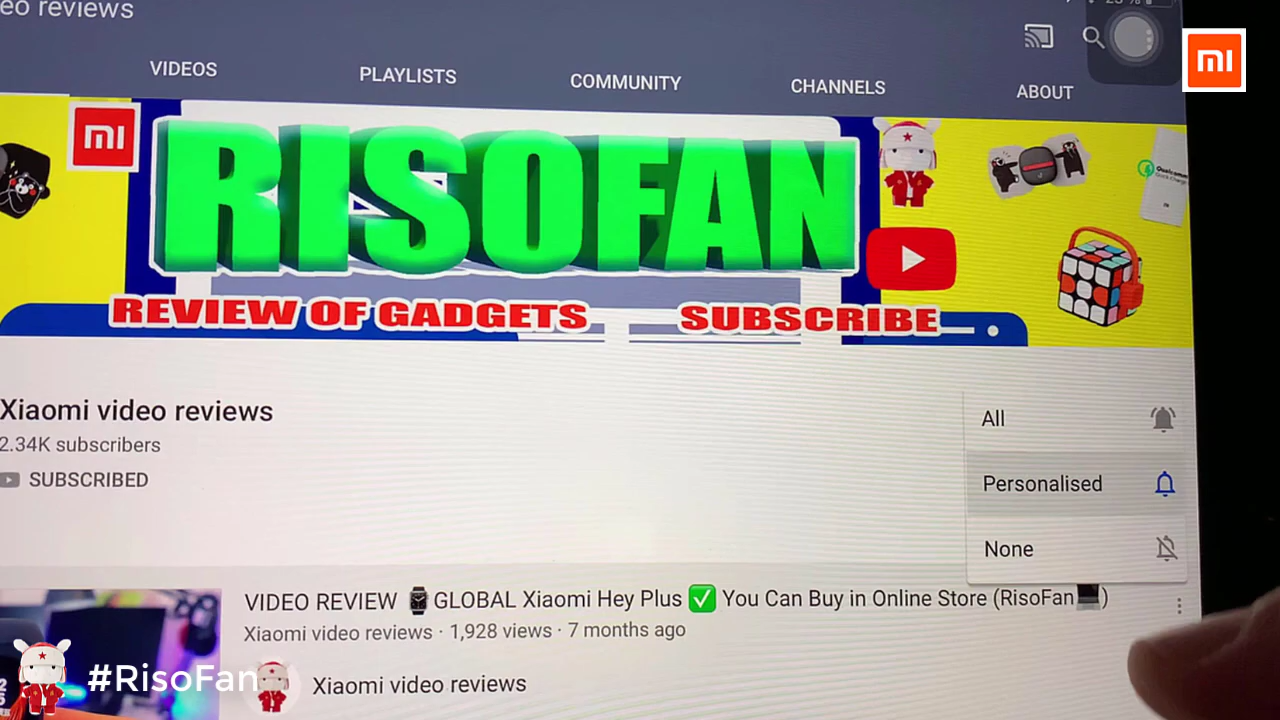 eo reviews
VIDEOS
PLAYLISTS
COMMUNITY
CHANNELS
ABOUT
mi
mi
RISOFAN
REVIEW OF GADGETS
SUBSCRIBE
Xiaomi video reviews
2.34K subscribers
SUBSCRIBED
All
Personalised
None
VIDEO REVIEW ⌚GLOBAL Xiaomi Hey Plus ✅ You Can Buy in Online Store (RisoFan💻)
Xiaomi video reviews · 1,928 views · 7 months ago
#RisoFan
Xiaomi video reviews